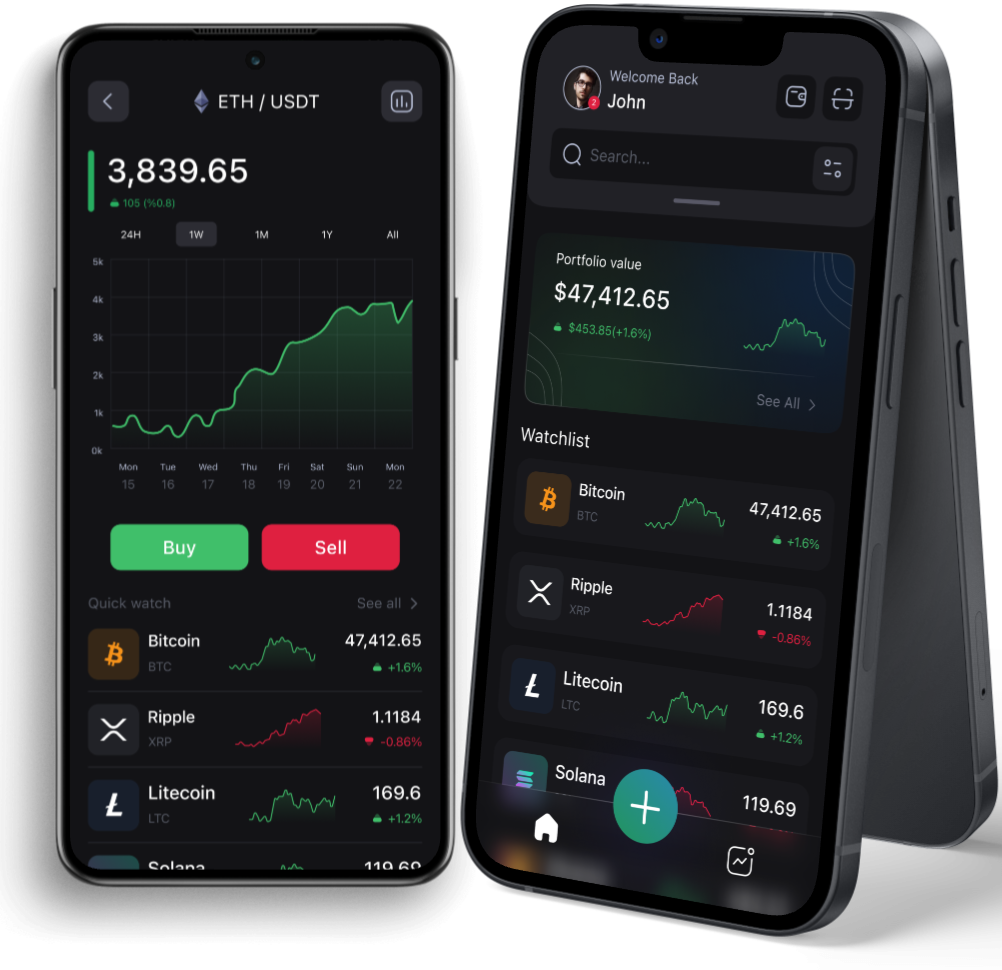 ETH / USDT
3,839.65
105 (%0.8)
24H 1W 1M 1Y All
5k
4k
3k
2k
1k
0k
Mon Tue Wed Thu Fri Sat Sun Mon
15 16 17 18 19 20 21 22
Buy Sell
Quick watch See all
Bitcoin 47,412.65
BTC +1.6%
Ripple 1.1184
XRP -0.86%
Litecoin 169.6
LTC +1.2%
Solana 119.69
Welcome Back
John
2
Search...
Portfolio value
$47,412.65
$453.85(+1.6%)
See All
Watchlist
Bitcoin 47,412.65
BTC +1.6%
Ripple 1.1184
XRP -0.86%
Litecoin 169.6
LTC +1.2%
Solana 119.69